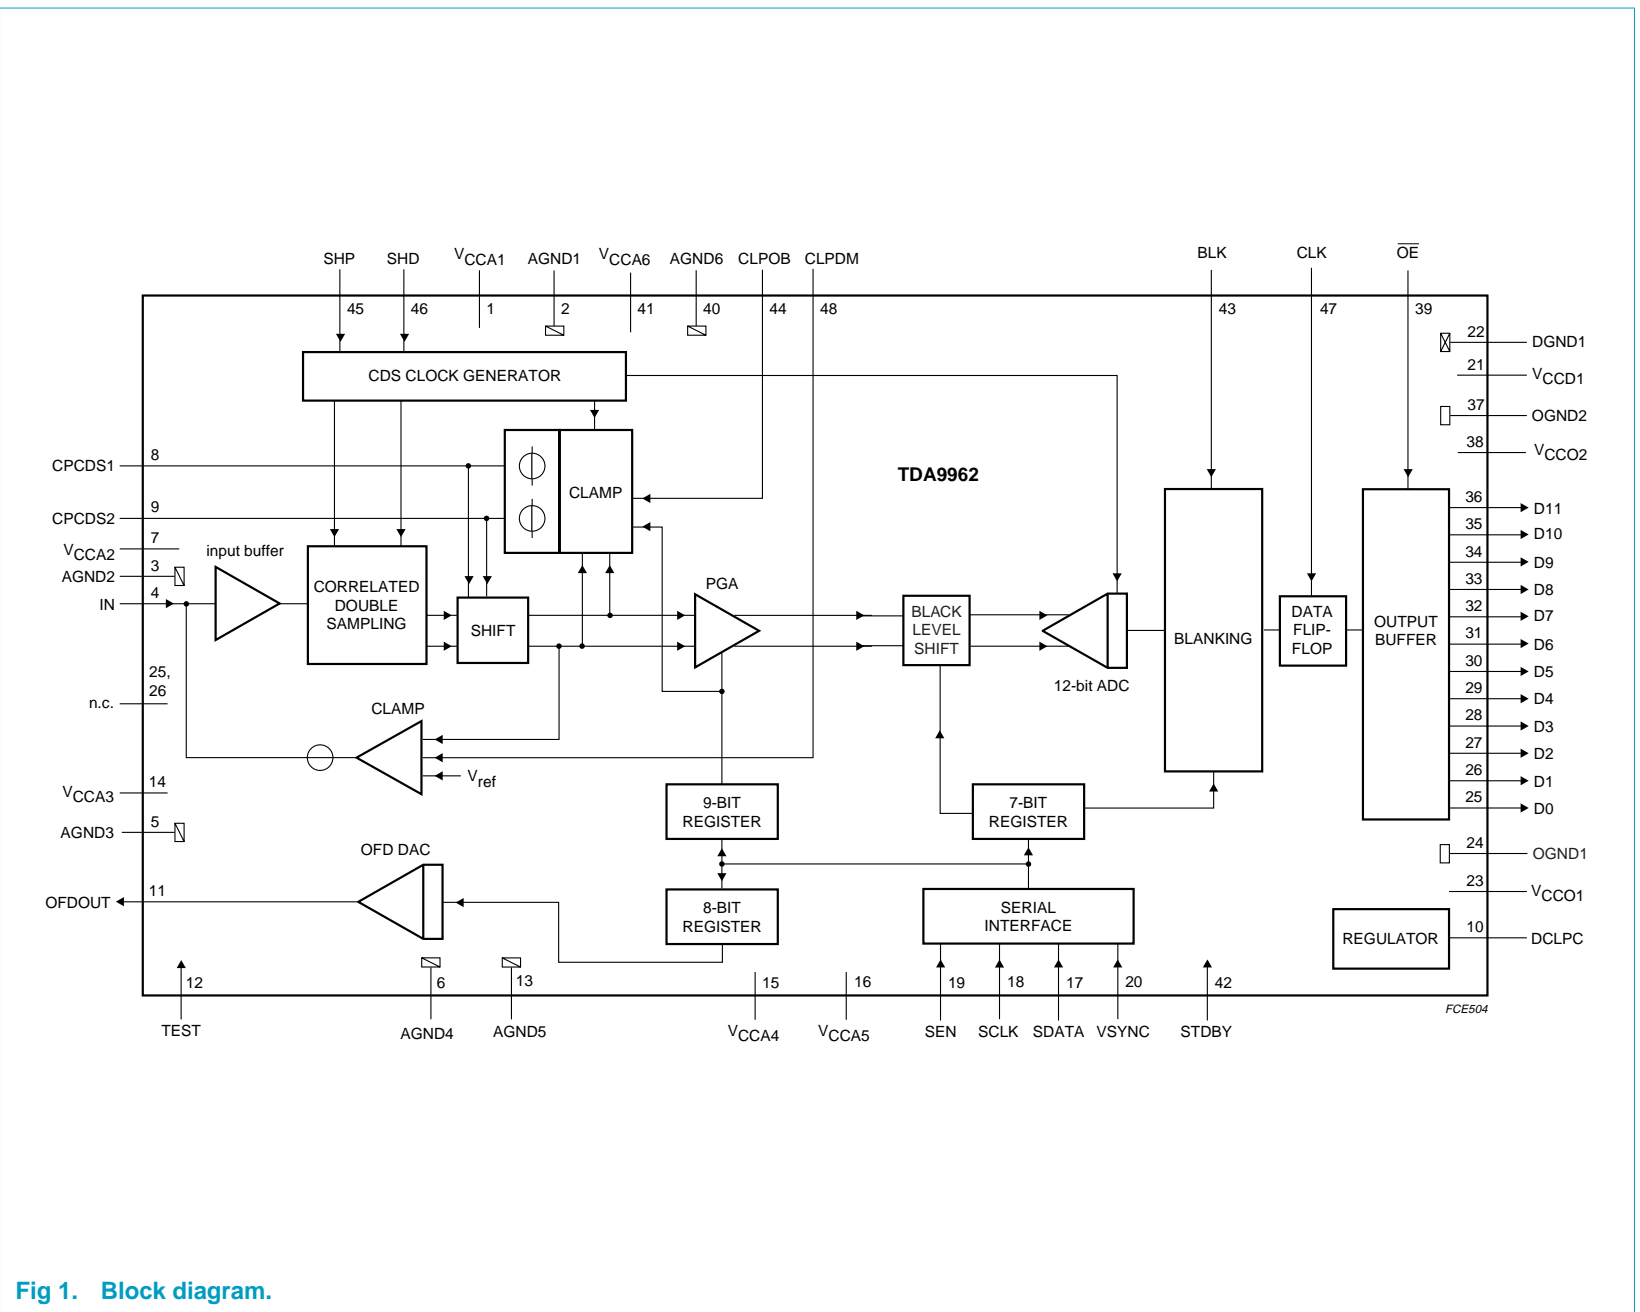 SHP SHD VCCA1 AGND1 VCCA6 AGND6 CLPOB CLPDM BLK CLK OE
45 46 1 2 41 40 44 48 43 47 39
22 DGND1
21 VCCD1
37 OGND2
38 VCCO2
CDS CLOCK GENERATOR
CPCDS1 8
CPCDS2 9
VCCA2 7
AGND2 3
IN 4
input buffer
CORRELATED
DOUBLE
SAMPLING
SHIFT
CLAMP
TDA9962
PGA
BLACK
LEVEL
SHIFT
12-bit ADC
BLANKING
DATA
FLIP-
FLOP
OUTPUT
BUFFER
36 D11
35 D10
34 D9
33 D8
32 D7
31 D6
30 D5
29 D4
28 D3
27 D2
26 D1
25 D0
25,
26
n.c.
CLAMP
Vref
VCCA3 14
AGND3 5
9-BIT
REGISTER
7-BIT
REGISTER
OFD DAC
OFDOUT 11
8-BIT
REGISTER
SERIAL
INTERFACE
24 OGND1
23 VCCO1
REGULATOR
10 DCLPC
12 6 13 15 16 19 18 17 20 42
TEST AGND4 AGND5 VCCA4 VCCA5 SEN SCLK SDATA VSYNC STDBY
FCE504
Fig 1. Block diagram.